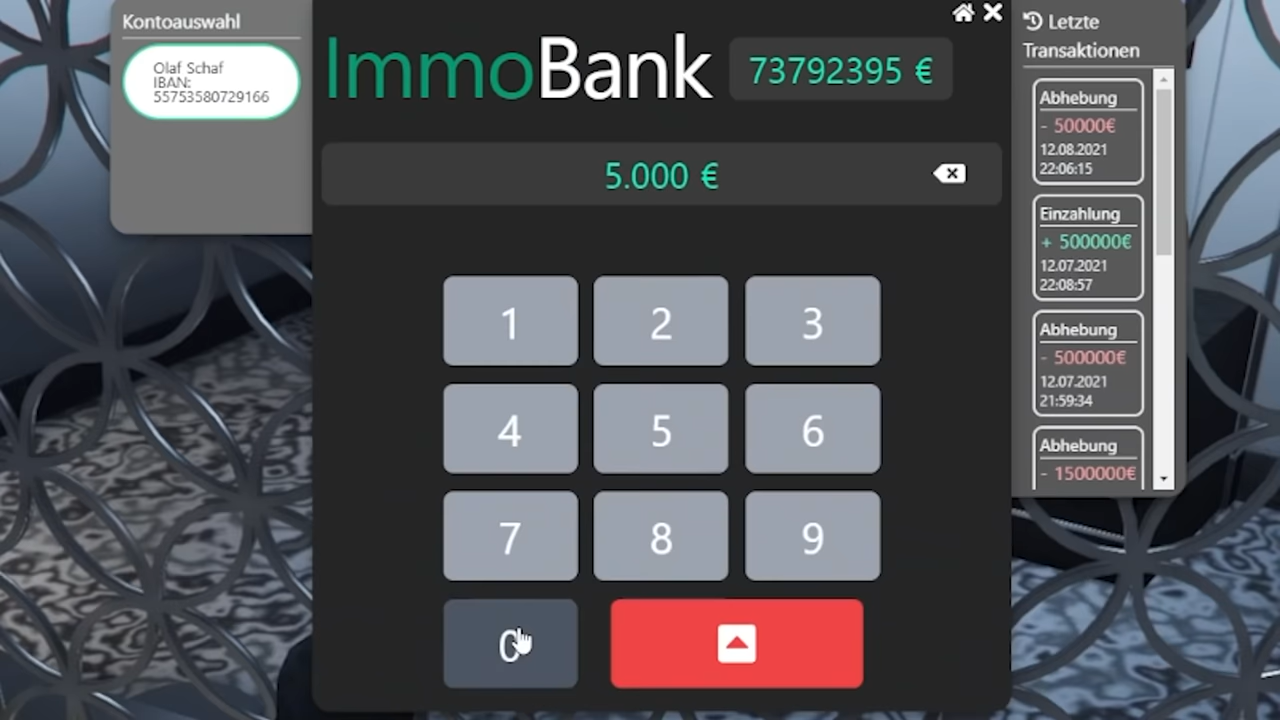 Kontoauswahl
Olaf Schaf
IBAN:
55753580729166
ImmoBank
73792395 €
5.000 €
1 2 3
4 5 6
7 8 9
0
Letzte
Transaktionen
Abhebung
- 50000€
12.08.2021
22:06:15
Einzahlung
+ 500000€
12.07.2021
22:08:57
Abhebung
- 500000€
12.07.2021
21:59:34
Abhebung
- 1500000€